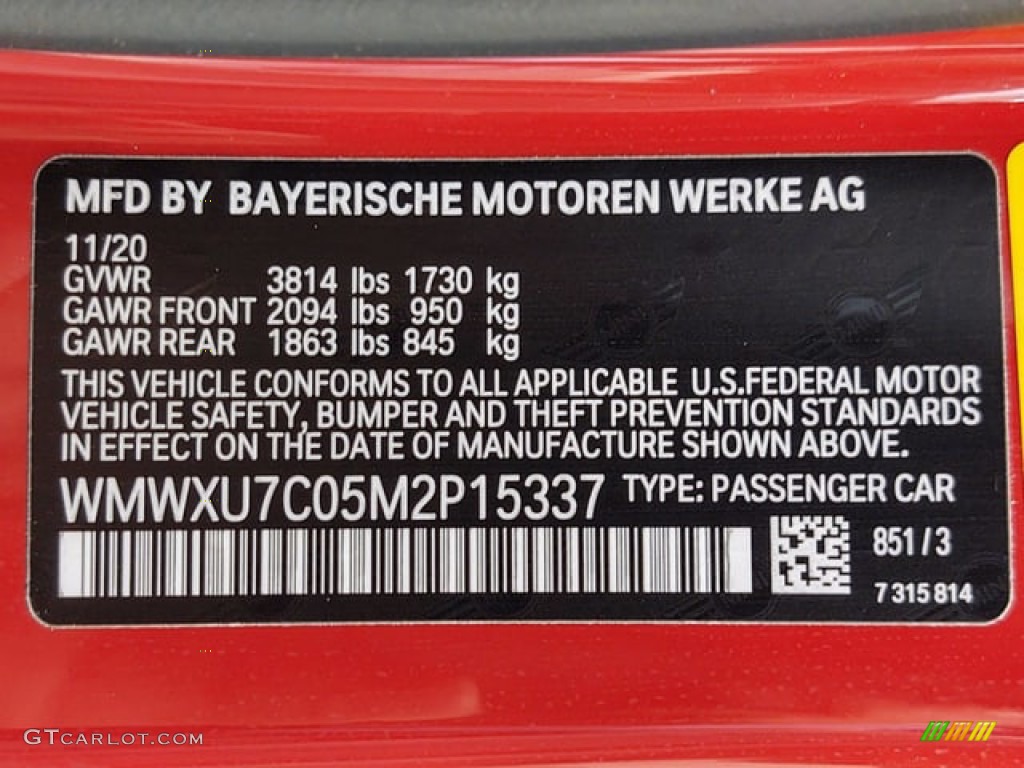 MFD BY BAYERISCHE MOTOREN WERKE AG
11/20
GVWR 3814 lbs 1730 kg
GAWR FRONT 2094 lbs 950 kg
GAWR REAR 1863 lbs 845 kg
THIS VEHICLE CONFORMS TO ALL APPLICABLE U.S.FEDERAL MOTOR
VEHICLE SAFETY, BUMPER AND THEFT PREVENTION STANDARDS
IN EFFECT ON THE DATE OF MANUFACTURE SHOWN ABOVE.
WMWXU7C05M2P15337 TYPE: PASSENGER CAR
851/3
7 315 814
GTCARLOT.COM